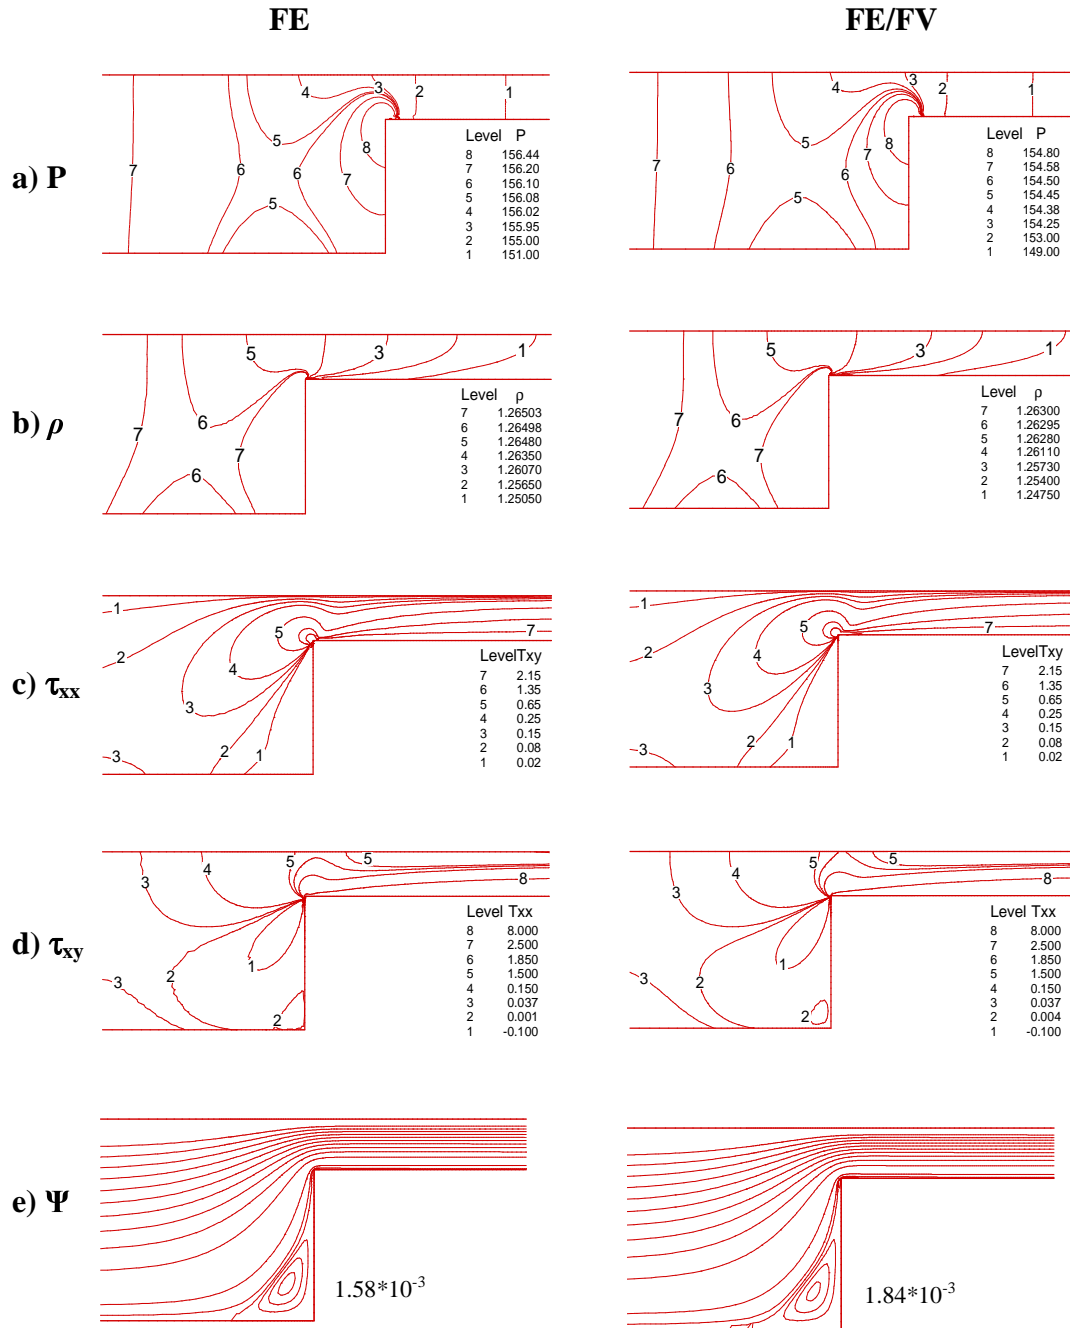 FE FE/FV
a) P
7 6 5 4 3 2 1 6 5 7 8
Level P
8 156.44
7 156.20
6 156.10
5 156.08
4 156.02
3 155.95
2 155.00
1 151.00
7 6 5 4 3 2 1 6 5 7 8
Level P
8 154.80
7 154.58
6 154.50
5 154.45
4 154.38
3 154.25
2 153.00
1 149.00
b) ρ
7 6 5 3 1 6 7
Level ρ
7 1.26503
6 1.26498
5 1.26480
4 1.26350
3 1.26070
2 1.25650
1 1.25050
7 6 5 3 1 6 7
Level ρ
7 1.26300
6 1.26295
5 1.26280
4 1.26110
3 1.25730
2 1.25400
1 1.24750
c) τxx
1 2 3 4 5 7 3 2 1
LevelTxy
7 2.15
6 1.35
5 0.65
4 0.25
3 0.15
2 0.08
1 0.02
1 2 3 4 5 7 3 2 1
LevelTxy
7 2.15
6 1.35
5 0.65
4 0.25
3 0.15
2 0.08
1 0.02
d) τxy
3 4 5 5 8 3 2 1 2
Level Txx
8 8.000
7 2.500
6 1.850
5 1.500
4 0.150
3 0.037
2 0.001
1 -0.100
3 4 5 5 8 3 2 1 2
Level Txx
8 8.000
7 2.500
6 1.850
5 1.500
4 0.150
3 0.037
2 0.004
1 -0.100
e) Ψ
1.58*10-3
1.84*10-3